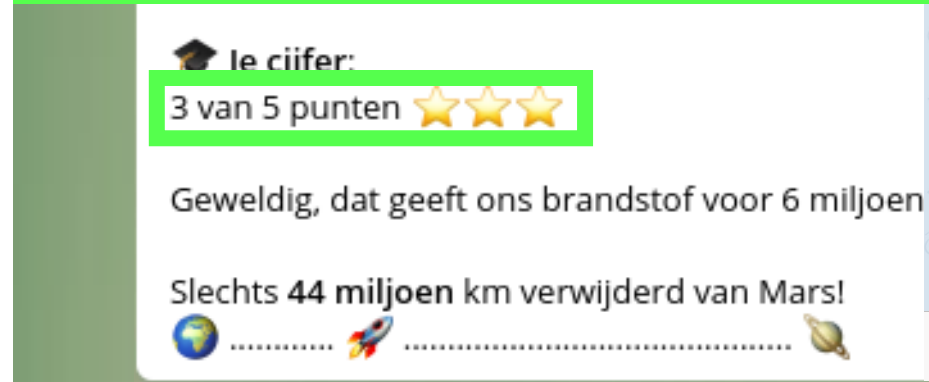 🎓 Je cijfer:
3 van 5 punten ⭐⭐⭐
Geweldig, dat geeft ons brandstof voor 6 miljoen
Slechts 44 miljoen km verwijderd van Mars!
🌍 ............ 🚀 ............................................ 🪐